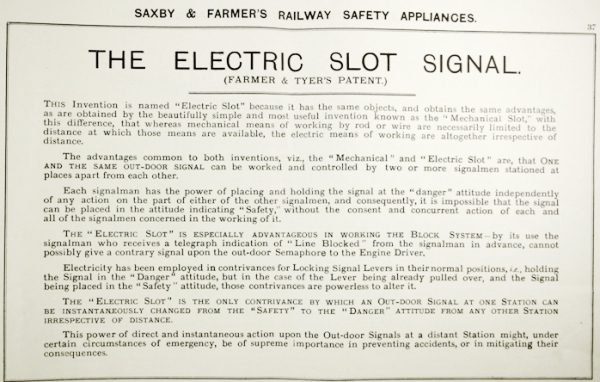 SAXBY & FARMER'S RAILWAY SAFETY APPLIANCES.
37
THE ELECTRIC SLOT SIGNAL.
(FARMER & TYER'S PATENT.)
THIS Invention is named "Electric Slot" because it has the same objects, and obtains the same advantages,
as are obtained by the beautifully simple and most useful invention known as the "Mechanical Slot," with
this difference, that whereas mechanical means of working by rod or wire are necessarily limited to the
distance at which those means are available, the electric means of working are altogether irrespective of
distance.
The advantages common to both inventions, viz., the "Mechanical" and "Electric Slot" are, that ONE
AND THE SAME OUT-DOOR SIGNAL can be worked and controlled by two or more signalmen stationed at
places apart from each other.
Each signalman has the power of placing and holding the signal at the "danger" attitude independently
of any action on the part of either of the other signalmen, and consequently, it is impossible that the signal
can be placed in the attitude indicating "Safety," without the consent and concurrent action of each and
all of the signalmen concerned in the working of it.
THE "ELECTRIC SLOT" IS ESPECIALLY ADVANTAGEOUS IN WORKING THE BLOCK SYSTEM—by its use the
signalman who receives a telegraph indication of "Line Blocked" from the signalman in advance, cannot
possibly give a contrary signal upon the out-door Semaphore to the Engine Driver.
Electricity has been employed in contrivances for Locking Signal Levers in their normal positions, i.e., holding
the Signal in the "Danger" attitude, but in the case of the Lever being already pulled over, and the Signal
being placed in the "Safety" attitude, those contrivances are powerless to alter it.
THE "ELECTRIC SLOT" IS THE ONLY CONTRIVANCE BY WHICH AN OUT-DOOR SIGNAL AT ONE STATION CAN
BE INSTANTANEOUSLY CHANGED FROM THE "SAFETY" TO THE "DANGER" ATTITUDE FROM ANY OTHER STATION
IRRESPECTIVE OF DISTANCE.
This power of direct and instantaneous action upon the Out-door Signals at a distant Station might, under
certain circumstances of emergency, be of supreme importance in preventing accidents, or in mitigating their
consequences.